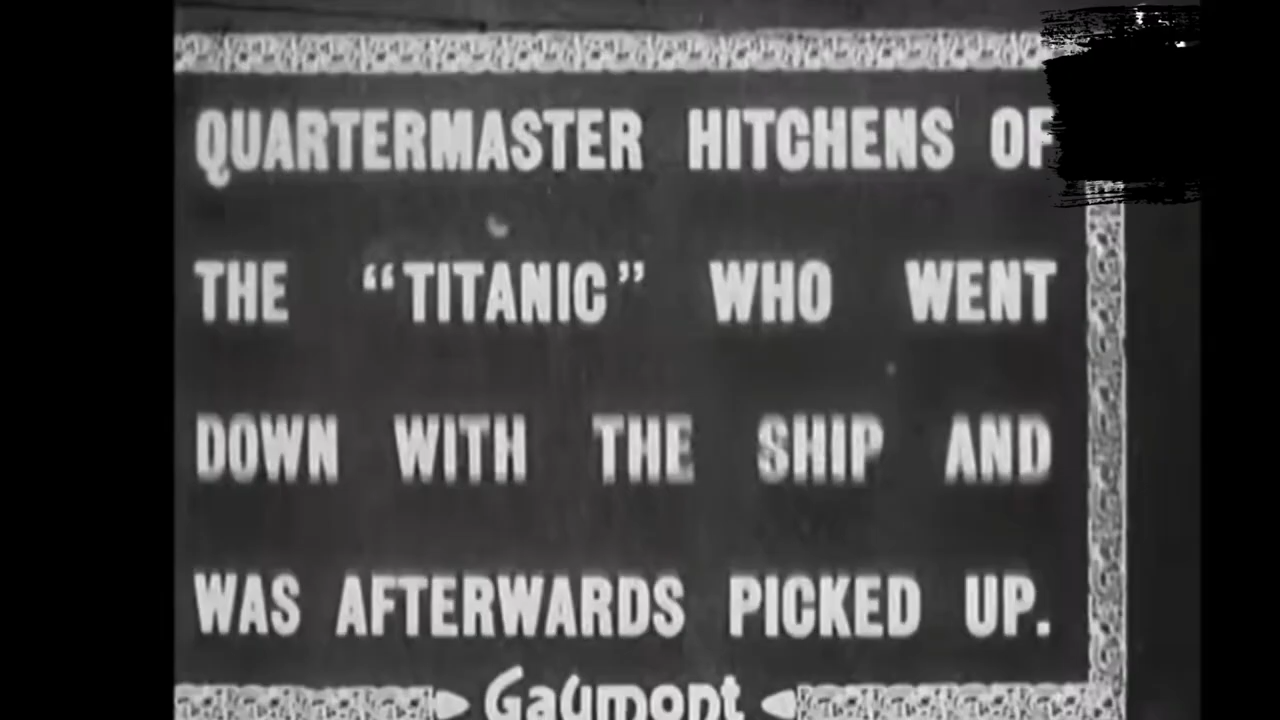 QUARTERMASTER HITCHENS OF
THE “TITANIC” WHO WENT
DOWN WITH THE SHIP AND
WAS AFTERWARDS PICKED UP.
Gaumont